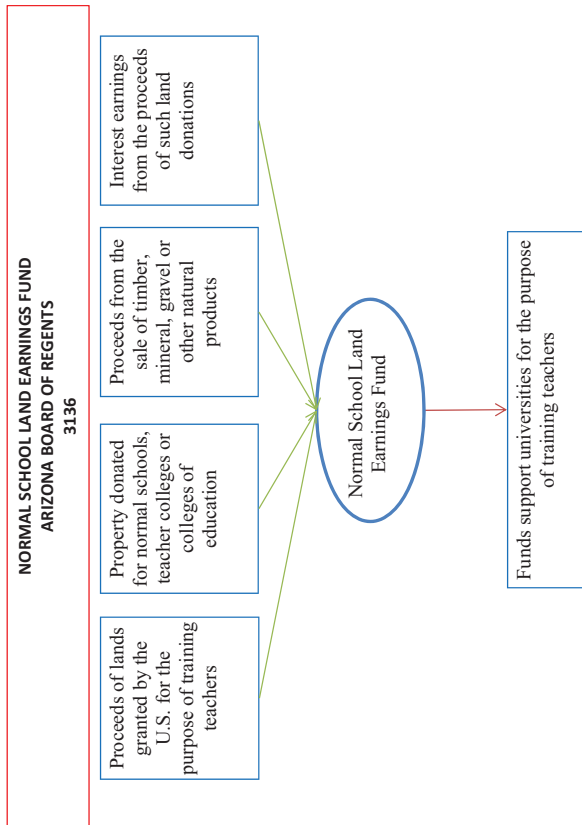 NORMAL SCHOOL LAND EARNINGS FUND
ARIZONA BOARD OF REGENTS
3136
Proceeds of lands
granted by the
U.S. for the
purpose of training
teachers
Property donated
for normal schools,
teacher colleges or
colleges of
education
Proceeds from the
sale of timber,
mineral, gravel or
other natural
products
Interest earnings
from the proceeds
of such land
donations
Normal School Land
Earnings Fund
Funds support universities for the purpose
of training teachers